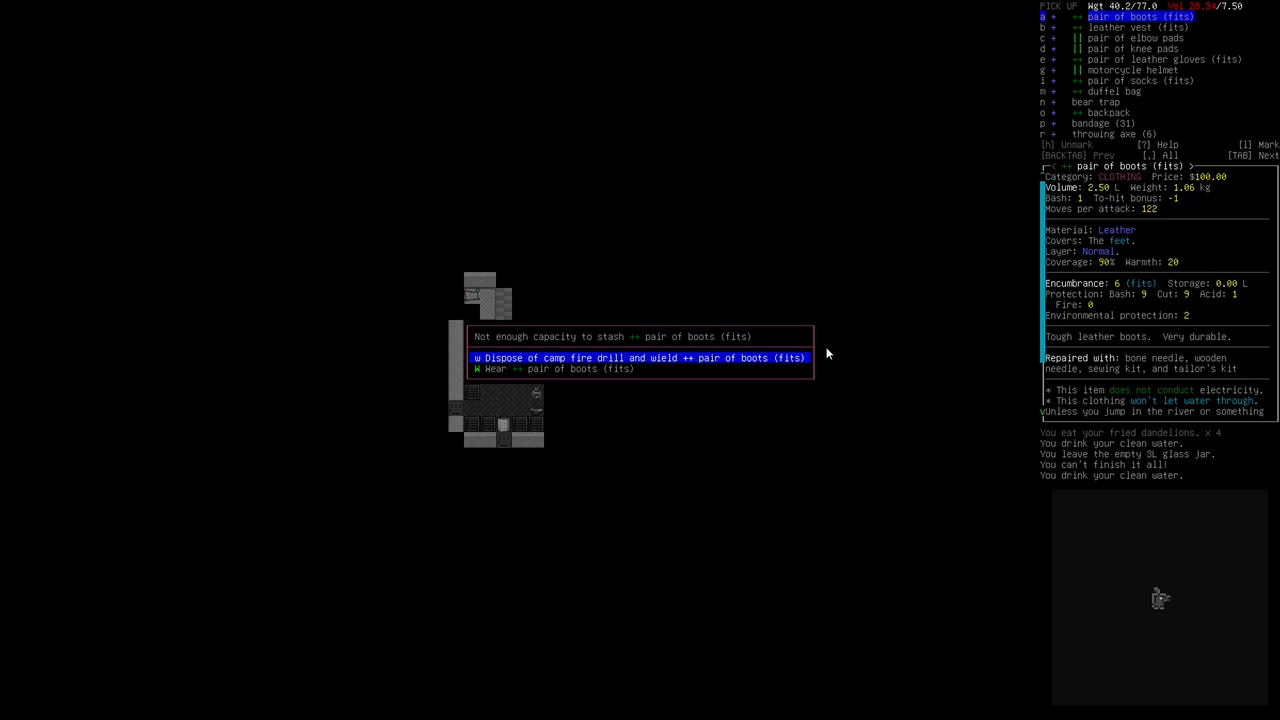 PICK UP  Wgt 40.2/77.0  Vol 28.34/7.50
a + ++ pair of boots (fits)
b + ++ leather vest (fits)
c + || pair of elbow pads
d + || pair of knee pads
e + ++ pair of leather gloves (fits)
g + || motorcycle helmet
i + ++ pair of socks (fits)
m + ++ duffel bag
n + bear trap
o + ++ backpack
p + bandage (31)
r + throwing axe (6)
[h] Unmark [?] Help [l] Mark
[BACKTAB] Prev [,] All [TAB] Next
< ++ pair of boots (fits) >
Category: CLOTHING Price: $100.00
Volume: 2.50 L Weight: 1.06 kg
Bash: 1 To-hit bonus: -1
Moves per attack: 122
Material: Leather
Covers: The feet.
Layer: Normal.
Coverage: 90% Warmth: 20
Encumbrance: 6 (fits) Storage: 0.00 L
Protection: Bash: 9 Cut: 9 Acid: 1
Fire: 0
Environmental protection: 2
Tough leather boots. Very durable.
Repaired with: bone needle, wooden
needle, sewing kit, and tailor's kit
* This item does not conduct electricity.
* This clothing won't let water through.
Unless you jump in the river or something
You eat your fried dandelions. x 4
You drink your clean water.
You leave the empty 3L glass jar.
You can't finish it all!
You drink your clean water.
Not enough capacity to stash ++ pair of boots (fits)
w Dispose of camp fire drill and wield ++ pair of boots (fits)
W Wear ++ pair of boots (fits)